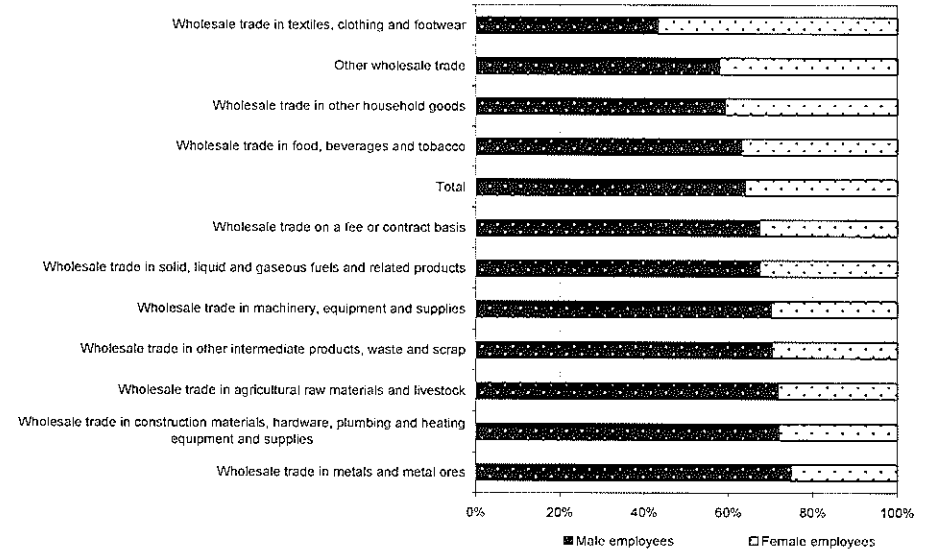 Wholesale trade in textiles, clothing and footwear
Other wholesale trade
Wholesale trade in other household goods
Wholesale trade in food, beverages and tobacco
Total
Wholesale trade on a fee or contract basis
Wholesale trade in solid, liquid and gaseous fuels and related products
Wholesale trade in machinery, equipment and supplies
Wholesale trade in other intermediate products, waste and scrap
Wholesale trade in agricultural raw materials and livestock
Wholesale trade in construction materials, hardware, plumbing and heating
equipment and supplies
Wholesale trade in metals and metal ores
0% 20% 40% 60% 80% 100%
Male employees Female employees